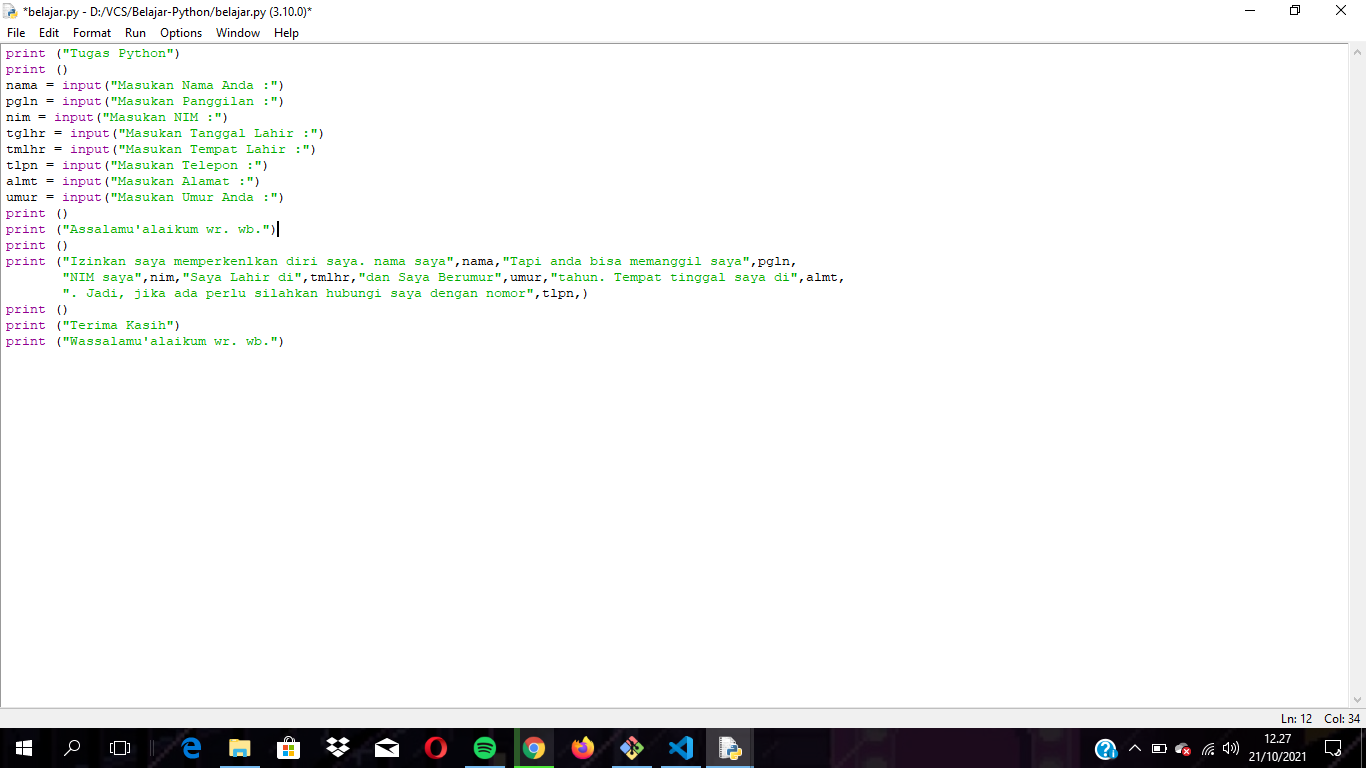 *belajar.py - D:/VCS/Belajar-Python/belajar.py (3.10.0)*
File Edit Format Run Options Window Help
print ("Tugas Python")
print ()
nama = input("Masukan Nama Anda :")
pgln = input("Masukan Panggilan :")
nim = input("Masukan NIM :")
tglhr = input("Masukan Tanggal Lahir :")
tmlhr = input("Masukan Tempat Lahir :")
tlpn = input("Masukan Telepon :")
almt = input("Masukan Alamat :")
umur = input("Masukan Umur Anda :")
print ()
print ("Assalamu'alaikum wr. wb.")
print ()
print ("Izinkan saya memperkenlkan diri saya. nama saya",nama,"Tapi anda bisa memanggil saya",pgln,
"NIM saya",nim,"Saya Lahir di",tmlhr,"dan Saya Berumur",umur,"tahun. Tempat tinggal saya di",almt,
". Jadi, jika ada perlu silahkan hubungi saya dengan nomor",tlpn,)
print ()
print ("Terima Kasih")
print ("Wassalamu'alaikum wr. wb.")
Ln: 12 Col: 34
12.27
21/10/2021